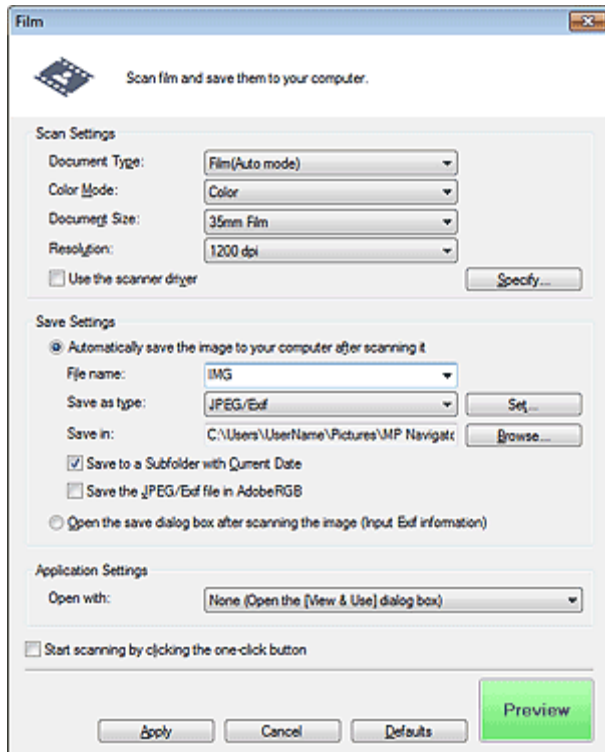 Film
Scan film and save them to your computer.
Scan Settings
Document Type: Film(Auto mode)
Color Mode: Color
Document Size: 35mm Film
Resolution: 1200 dpi
Use the scanner driver Specify...
Save Settings
Automatically save the image to your computer after scanning it
File name: IMG
Save as type: JPEG/Exif Set...
Save in: C:\Users\UserName\Pictures\MP Navigato Browse...
Save to a Subfolder with Current Date
Save the JPEG/Exif file in AdobeRGB
Open the save dialog box after scanning the image (Input Exif information)
Application Settings
Open with: None (Open the [View & Use] dialog box)
Start scanning by clicking the one-click button
Preview
Apply Cancel Defaults